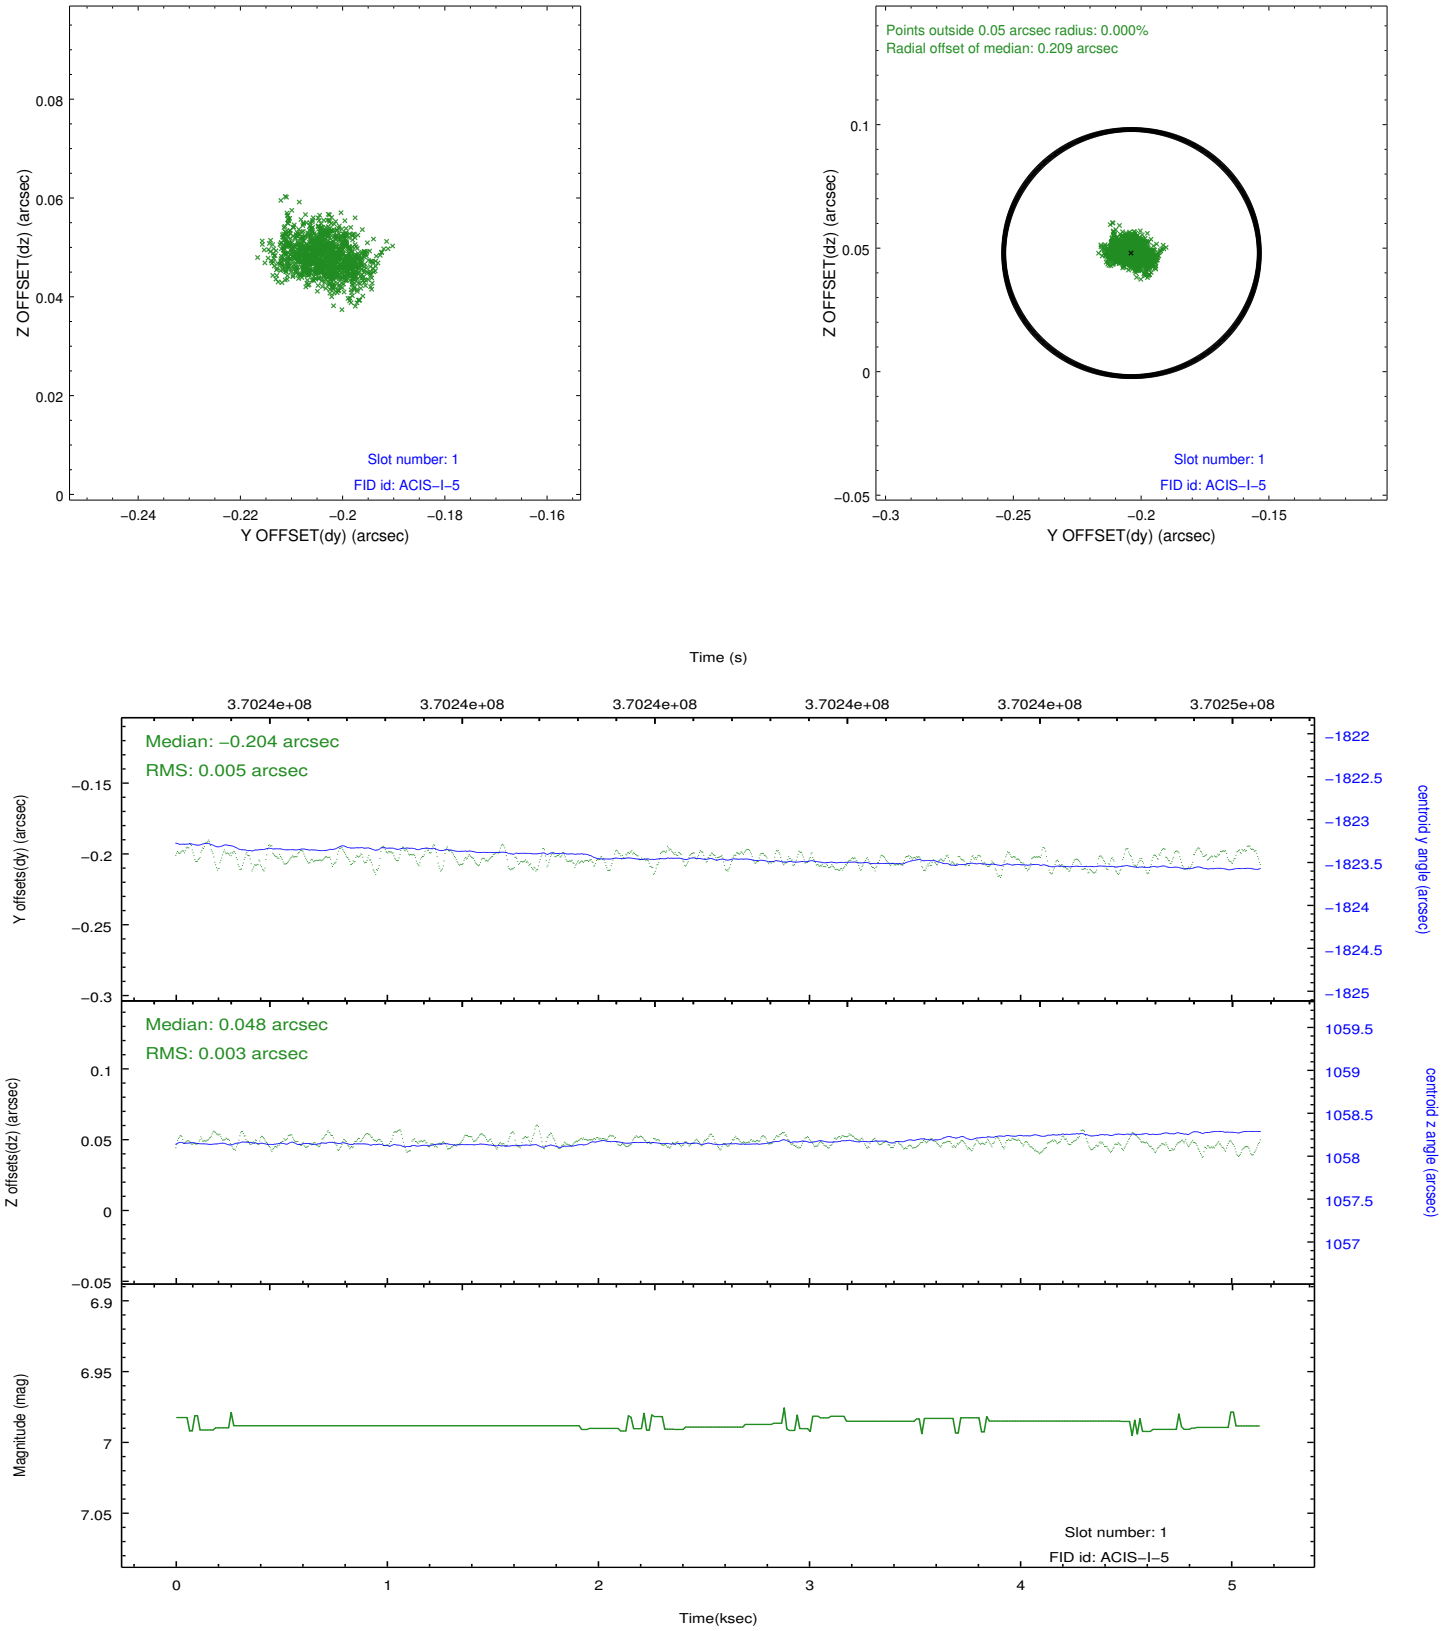 0.08
0.06
0.04
0.02
0
Z OFFSET(dz) (arcsec)
Slot number: 1
FID id: ACIS−I−5
−0.24
−0.22
−0.2
−0.18
−0.16
Y OFFSET(dy) (arcsec)
Points outside 0.05 arcsec radius: 0.000%
Radial offset of median: 0.209 arcsec
0.1
0.05
0
−0.05
Z OFFSET(dz) (arcsec)
Slot number: 1
FID id: ACIS−I−5
−0.3
−0.25
−0.2
−0.15
Y OFFSET(dy) (arcsec)
Time (s)
3.7024e+08
3.7024e+08
3.7024e+08
3.7024e+08
3.7024e+08
3.7025e+08
Median: −0.204 arcsec
RMS: 0.005 arcsec
−0.15
−0.2
−0.25
−0.3
Y offsets(dy) (arcsec)
−1822
−1822.5
−1823
−1823.5
−1824
−1824.5
−1825
centroid y angle (arcsec)
Median: 0.048 arcsec
RMS: 0.003 arcsec
0.1
0.05
0
−0.05
Z offsets(dz) (arcsec)
1059.5
1059
1058.5
1058
1057.5
1057
centroid z angle (arcsec)
6.9
6.95
7
7.05
Magnitude (mag)
Slot number: 1
FID id: ACIS−I−5
0
1
2
3
4
5
Time(ksec)